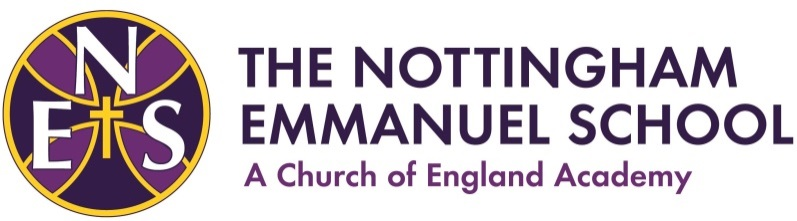 N
E S
THE NOTTINGHAM
EMMANUEL SCHOOL
A Church of England Academy